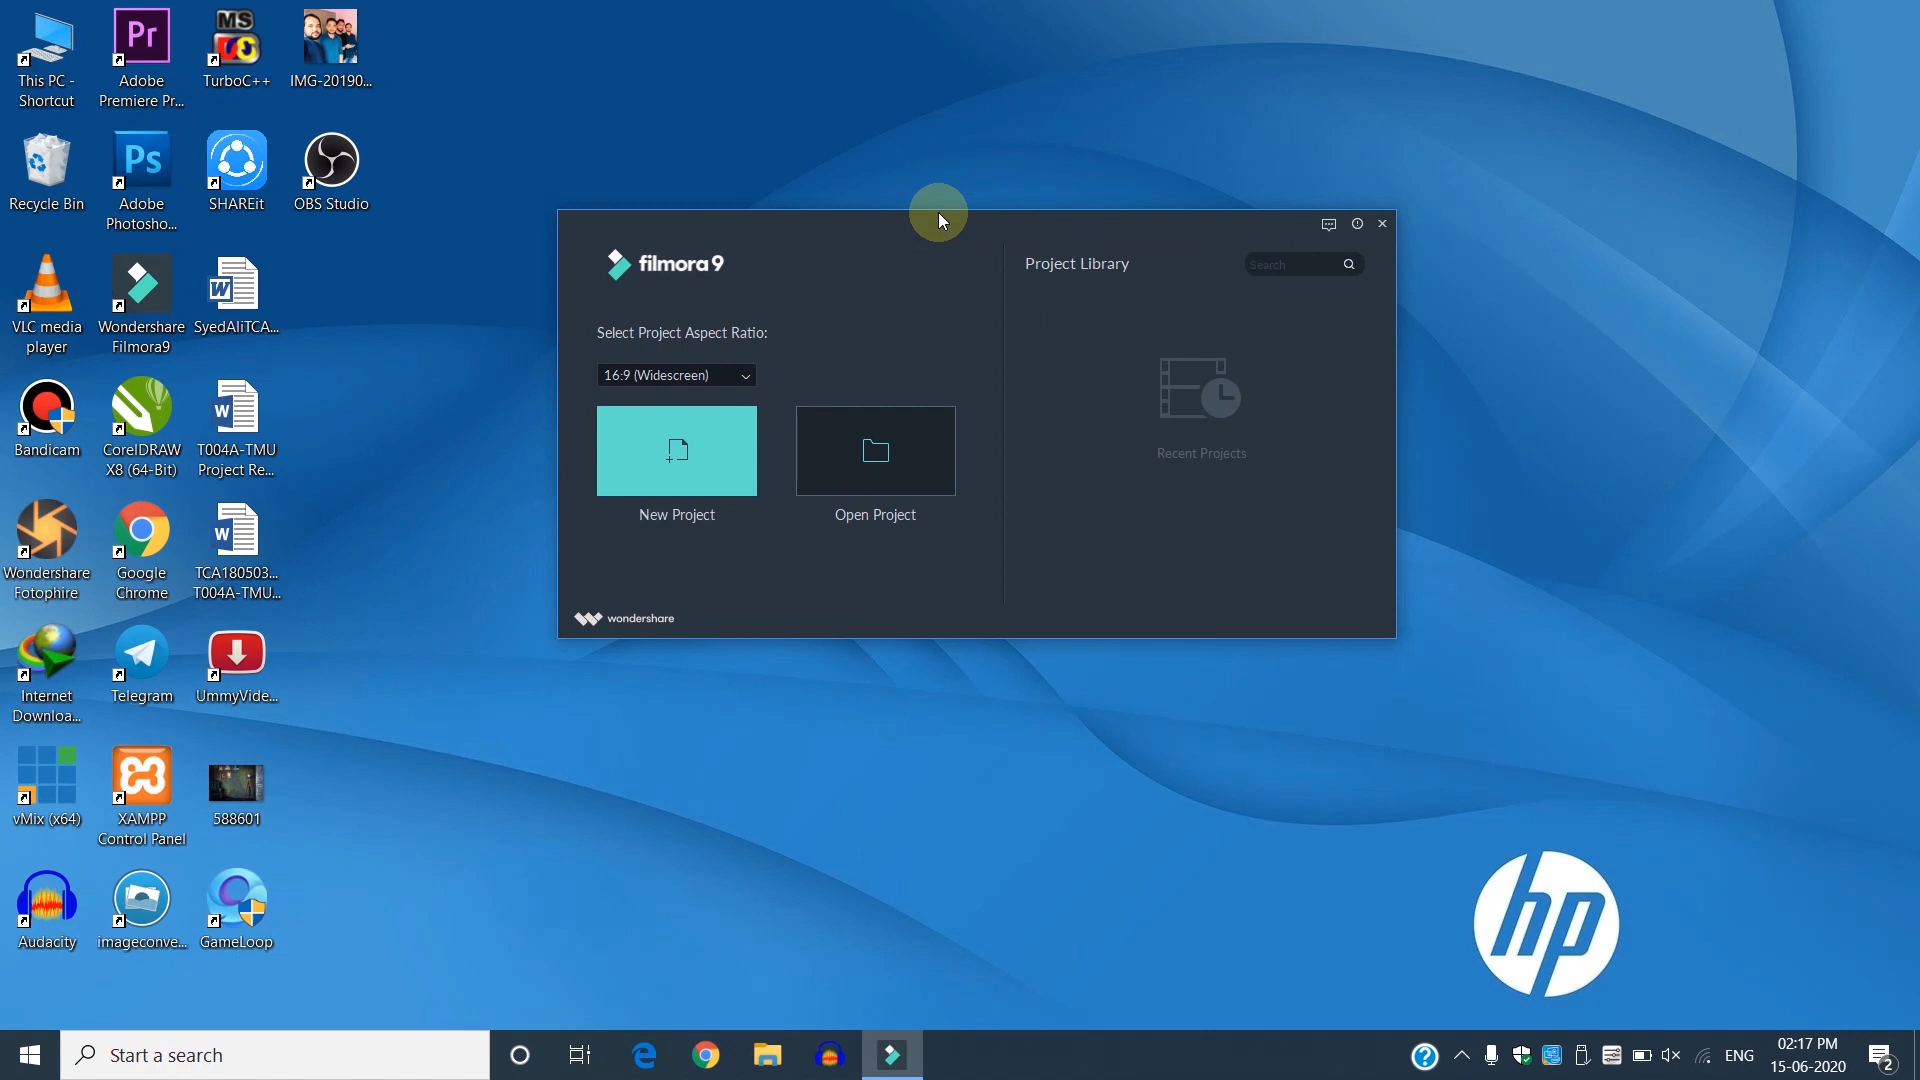 This PC -
Shortcut
Pr
Adobe
Premiere Pr...
MS
TurboC++
IMG-20190...
Recycle Bin
Ps
Adobe
Photosho...
SHAREit
OBS Studio
VLC media
player
Wondershare
Filmora9
W
SyedAliTCA...
Bandicam
CorelDRAW
X8 (64-Bit)
W
T004A-TMU
Project Re...
Wondershare
Fotophire
Google
Chrome
W
TCA180503...
T004A-TMU...
Internet
Downloa...
Telegram
UmmyVide...
vMix (x64)
XAMPP
Control Panel
588601
Audacity
imageconve...
GameLoop
filmora 9
Select Project Aspect Ratio:
16:9 (Widescreen)
New Project
Open Project
wondershare
Project Library
Search
Recent Projects
hp
Start a search
ENG
02:17 PM
15-06-2020
2